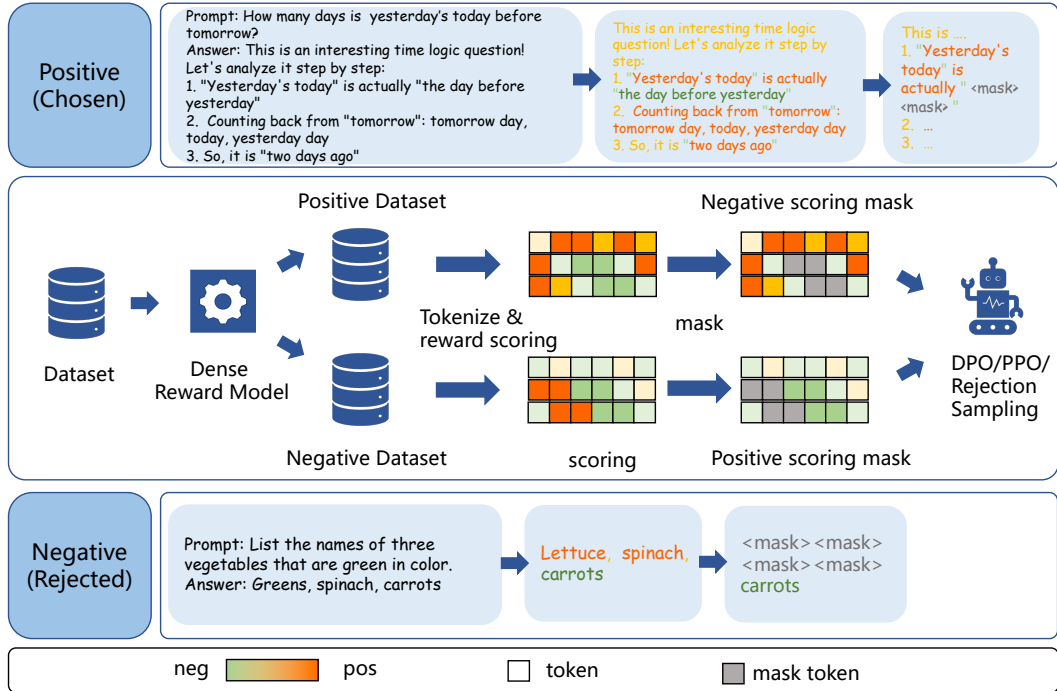 Positive
(Chosen)
Prompt: How many days is yesterday's today before
tomorrow?
Answer: This is an interesting time logic question!
Let's analyze it step by step:
1. "Yesterday's today" is actually "the day before
yesterday"
2. Counting back from "tomorrow": tomorrow day,
today, yesterday day
3. So, it is "two days ago"
This is an interesting time logic
question! Let's analyze it step by
step:
1. "Yesterday's today" is actually
"the day before yesterday"
2. Counting back from "tomorrow":
tomorrow day, today, yesterday day
3. So, it is "two days ago"
This is ....
1. "Yesterday's
today" is
actually " <mask>
<mask> "
2. ...
3. ...
Dataset
Dense
Reward Model
Positive Dataset
Negative Dataset
Tokenize &
reward scoring
scoring
Negative scoring mask
mask
Positive scoring mask
DPO/PPO/
Rejection
Sampling
Negative
(Rejected)
Prompt: List the names of three
vegetables that are green in color.
Answer: Greens, spinach, carrots
Lettuce, spinach,
carrots
<mask><mask>
<mask><mask>
carrots
neg pos token mask token